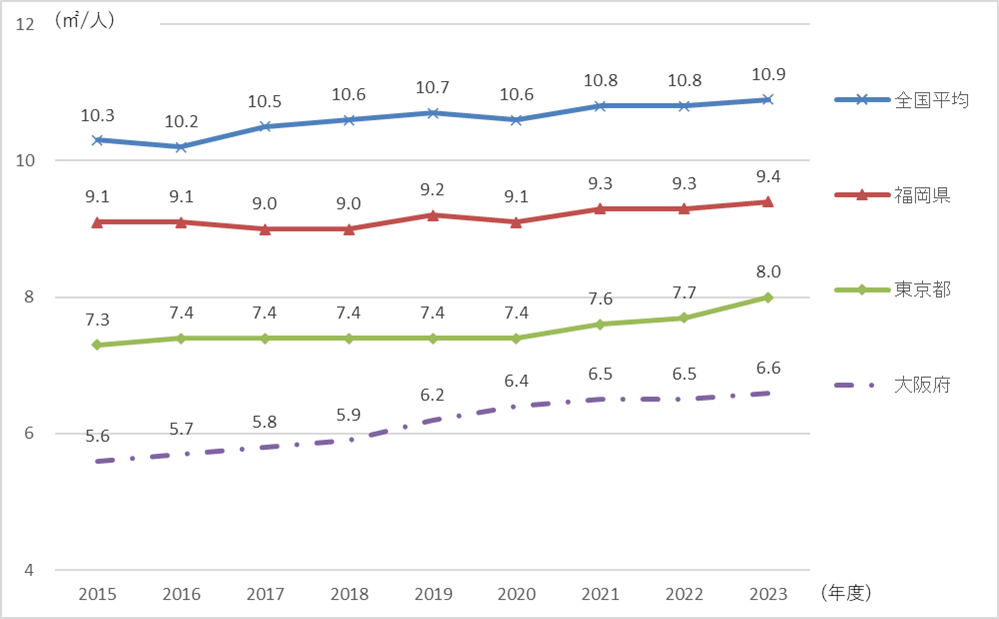 12 (㎡/人)
10.3 10.2 10.5 10.6 10.7 10.6 10.8 10.8 10.9
全国平均
10
9.1 9.1 9.0 9.0 9.2 9.1 9.3 9.3 9.4
福岡県
8
7.3 7.4 7.4 7.4 7.4 7.4 7.6 7.7 8.0
東京都
6
5.6 5.7 5.8 5.9 6.2 6.4 6.5 6.5 6.6
大阪府
4
2015 2016 2017 2018 2019 2020 2021 2022 2023 (年度)